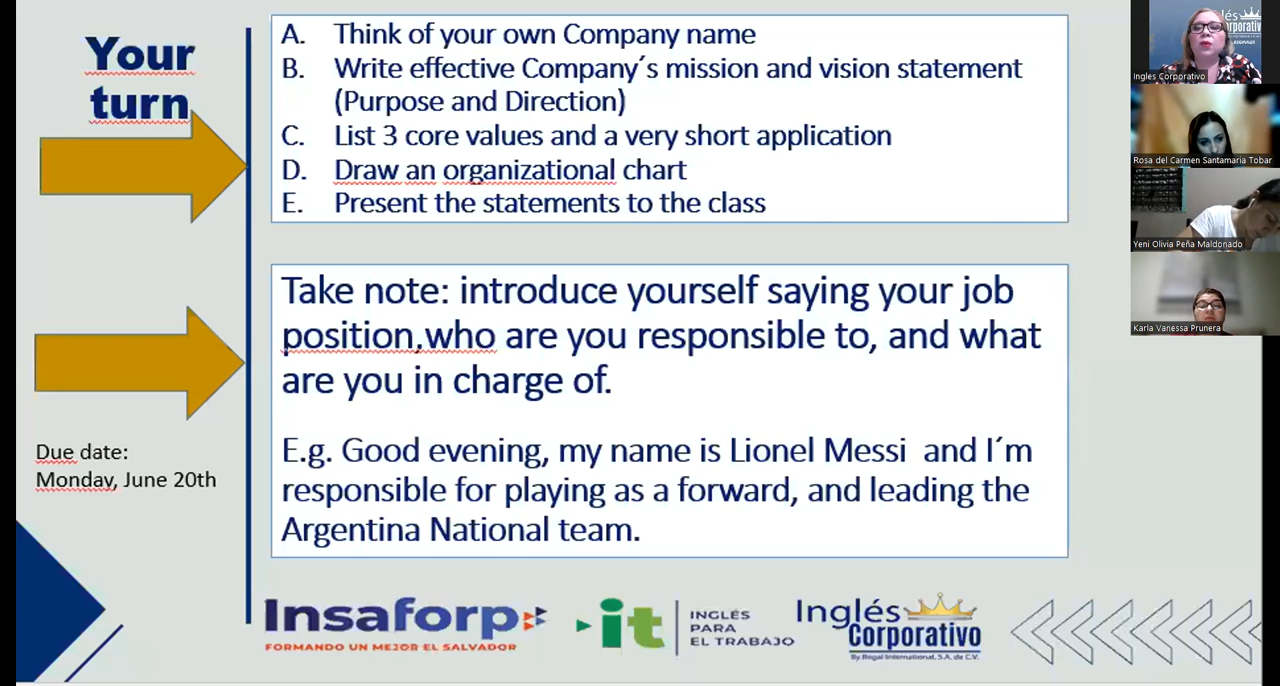 Your
turn
A. Think of your own Company name
B. Write effective Company´s mission and vision statement
(Purpose and Direction)
C. List 3 core values and a very short application
D. Draw an organizational chart
E. Present the statements to the class
Take note: introduce yourself saying your job
position,who are you responsible to, and what
are you in charge of.
E.g. Good evening, my name is Lionel Messi and I´m
responsible for playing as a forward, and leading the
Argentina National team.
Due date:
Monday, June 20th
Insaforp
FORMANDO UN MEJOR EL SALVADOR
it
INGLÉS
PARA
EL TRABAJO
Inglés
Corporativo
By Bégal International, S.A. de C.V.
Ingles Corporativo
Rosa del Carmen Santamaria Tobar
Yeni Olivia Peña Maldonado
Karla Vanessa Prunera